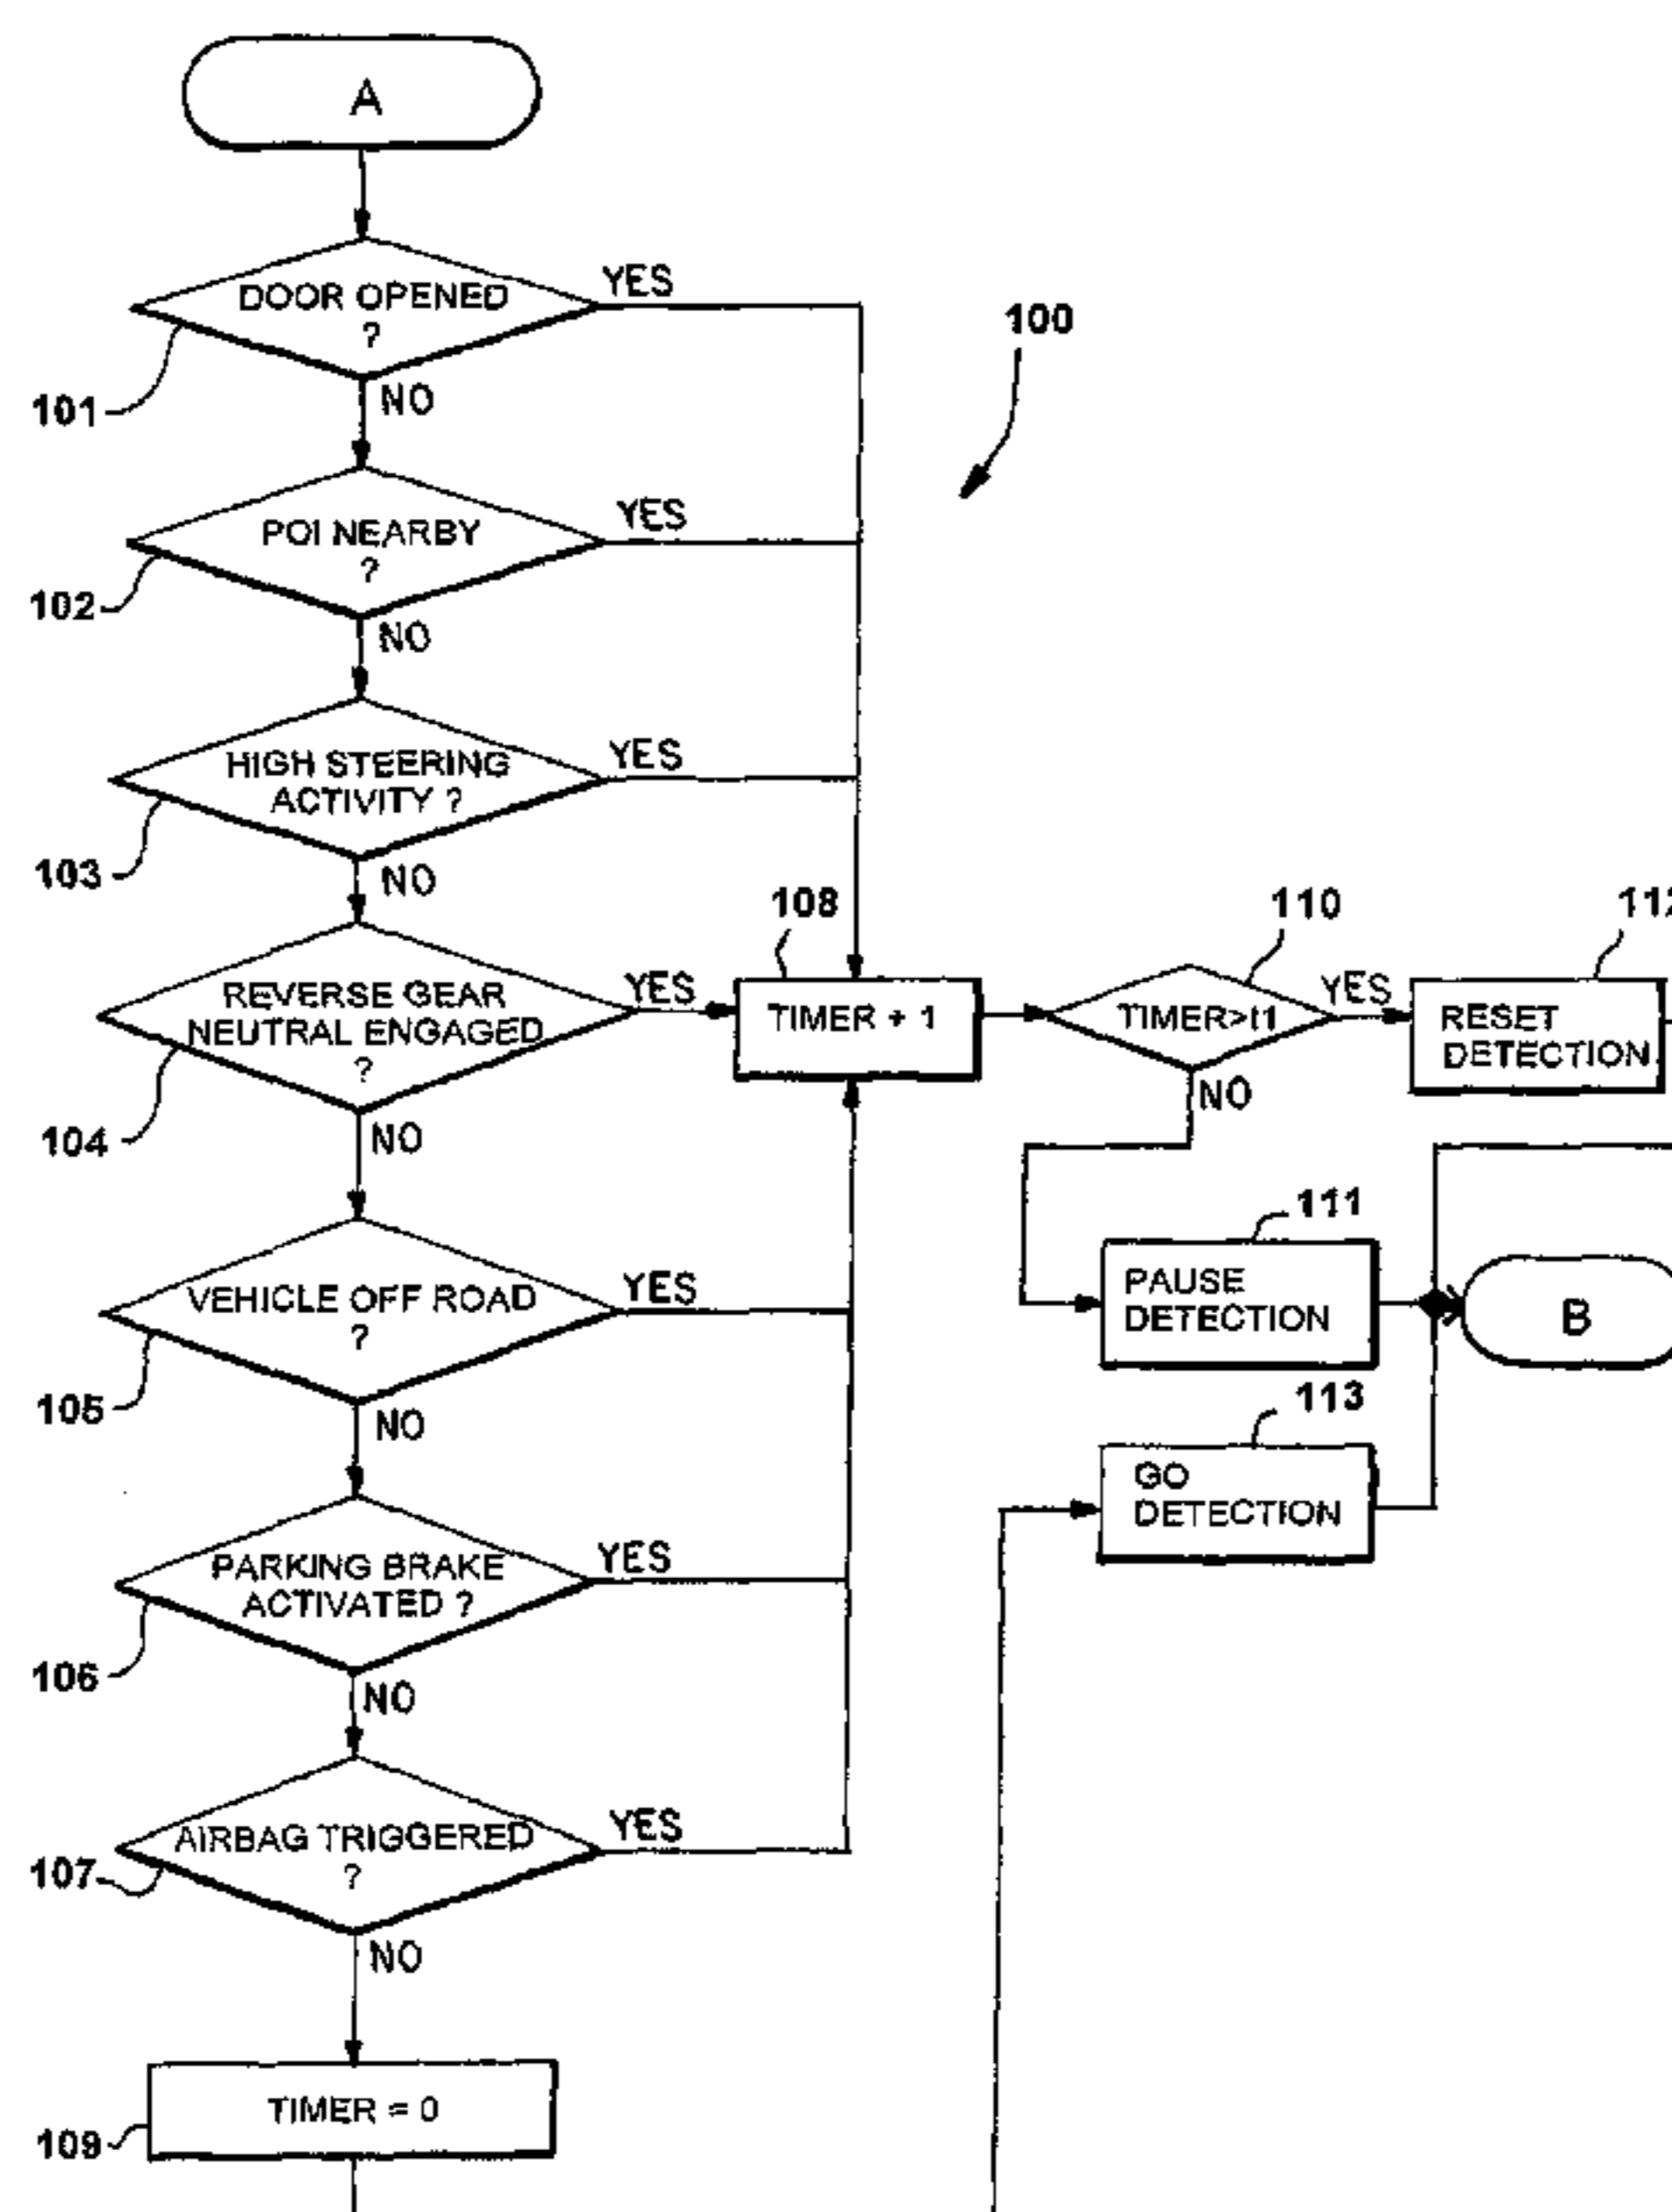 A
DOOR OPENED
?
YES
100
101
NO
POI NEARBY
?
YES
102
NO
HIGH STEERING
ACTIVITY ?
YES
103
NO
108
110
REVERSE GEAR
NEUTRAL ENGAGED
?
YES
TIMER + 1
TIMER>t1
YES
RESET
DETECTION
NO
104
NO
111
VEHICLE OFF ROAD
?
YES
PAUSE
DETECTION
B
105
NO
113
GO
DETECTION
PARKING BRAKE
ACTIVATED ?
YES
106
NO
AIRBAG TRIGGERED
?
YES
107
NO
TIMER = 0
109